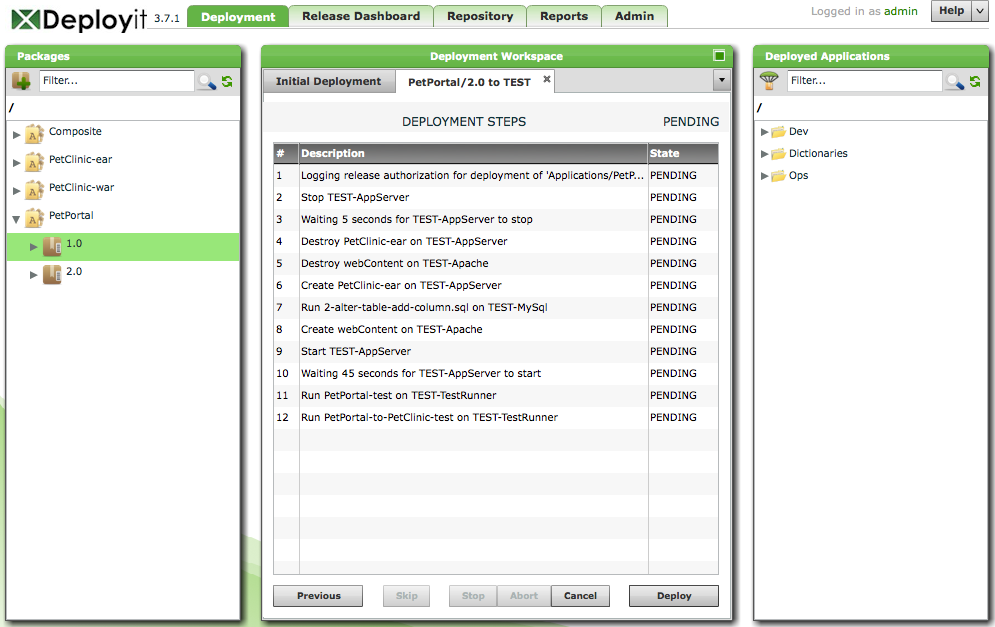 Deployit 3.7.1
Deployment
Release Dashboard
Repository
Reports
Admin
Logged in as admin
Help
Packages
Filter...
/
Composite
PetClinic-ear
PetClinic-war
PetPortal
1.0
2.0
Deployment Workspace
Initial Deployment
PetPortal/2.0 to TEST
DEPLOYMENT STEPS PENDING
# Description State
1 Logging release authorization for deployment of 'Applications/PetP... PENDING
2 Stop TEST-AppServer PENDING
3 Waiting 5 seconds for TEST-AppServer to stop PENDING
4 Destroy PetClinic-ear on TEST-AppServer PENDING
5 Destroy webContent on TEST-Apache PENDING
6 Create PetClinic-ear on TEST-AppServer PENDING
7 Run 2-alter-table-add-column.sql on TEST-MySql PENDING
8 Create webContent on TEST-Apache PENDING
9 Start TEST-AppServer PENDING
10 Waiting 45 seconds for TEST-AppServer to start PENDING
11 Run PetPortal-test on TEST-TestRunner PENDING
12 Run PetPortal-to-PetClinic-test on TEST-TestRunner PENDING
Previous
Skip
Stop
Abort
Cancel
Deploy
Deployed Applications
Filter...
/
Dev
Dictionaries
Ops